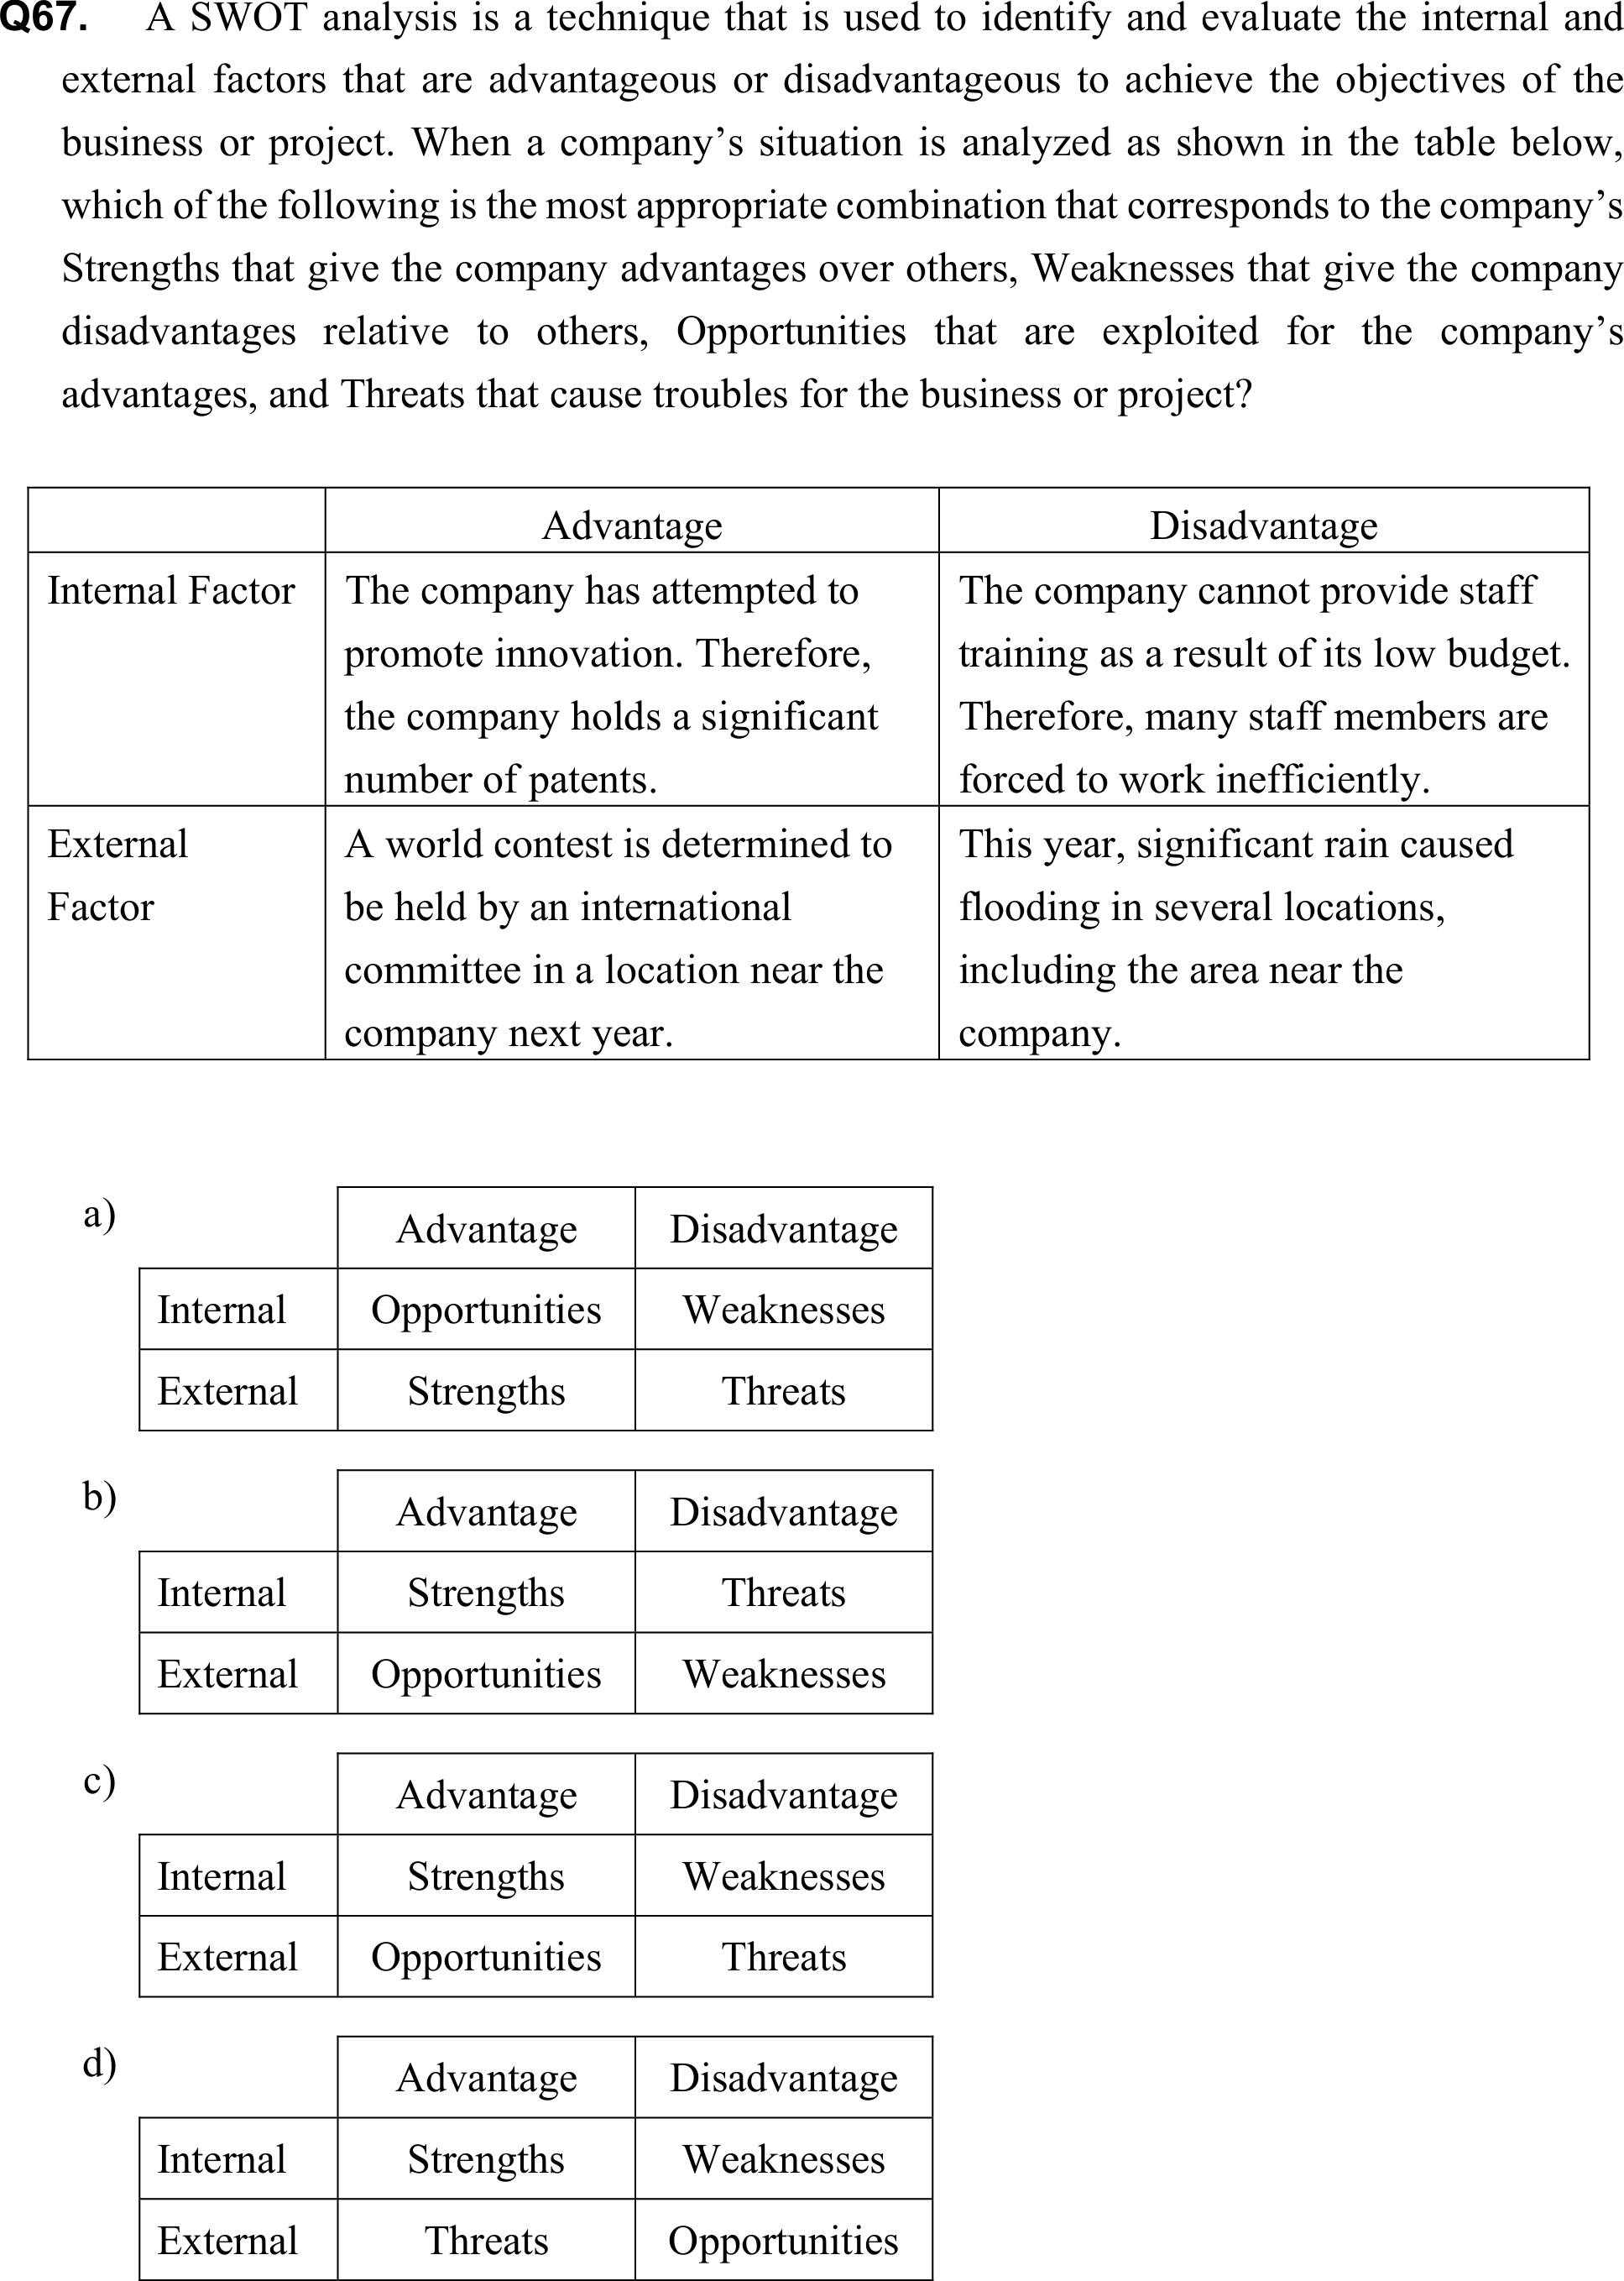 Q67. A SWOT analysis is a technique that is used to identify and evaluate the internal and
external factors that are advantageous or disadvantageous to achieve the objectives of the
business or project. When a company’s situation is analyzed as shown in the table below,
which of the following is the most appropriate combination that corresponds to the company’s
Strengths that give the company advantages over others, Weaknesses that give the company
disadvantages relative to others, Opportunities that are exploited for the company’s
advantages, and Threats that cause troubles for the business or project?
Advantage Disadvantage
Internal Factor The company has attempted to The company cannot provide staff
promote innovation. Therefore, training as a result of its low budget.
the company holds a significant Therefore, many staff members are
number of patents. forced to work inefficiently.
External A world contest is determined to This year, significant rain caused
Factor be held by an international flooding in several locations,
committee in a location near the including the area near the
company next year. company.
a) Advantage Disadvantage
Internal Opportunities Weaknesses
External Strengths Threats
b) Advantage Disadvantage
Internal Strengths Threats
External Opportunities Weaknesses
c) Advantage Disadvantage
Internal Strengths Weaknesses
External Opportunities Threats
d) Advantage Disadvantage
Internal Strengths Weaknesses
External Threats Opportunities